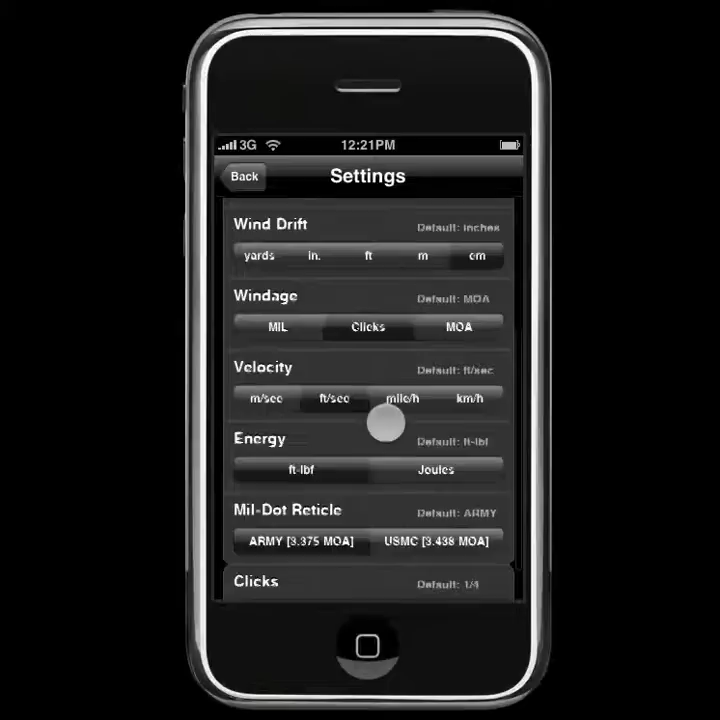 3G 12:21PM
Back Settings
Wind Drift Default: inches
yards in. ft m cm
Windage Default: MOA
MIL Clicks MOA
Velocity Default: ft/sec
m/sec ft/sec mile/h km/h
Energy Default: ft-lbf
ft-lbf Joules
Mil-Dot Reticle Default: ARMY
ARMY [3.375 MOA] USMC [3.438 MOA]
Clicks Default: 1/4